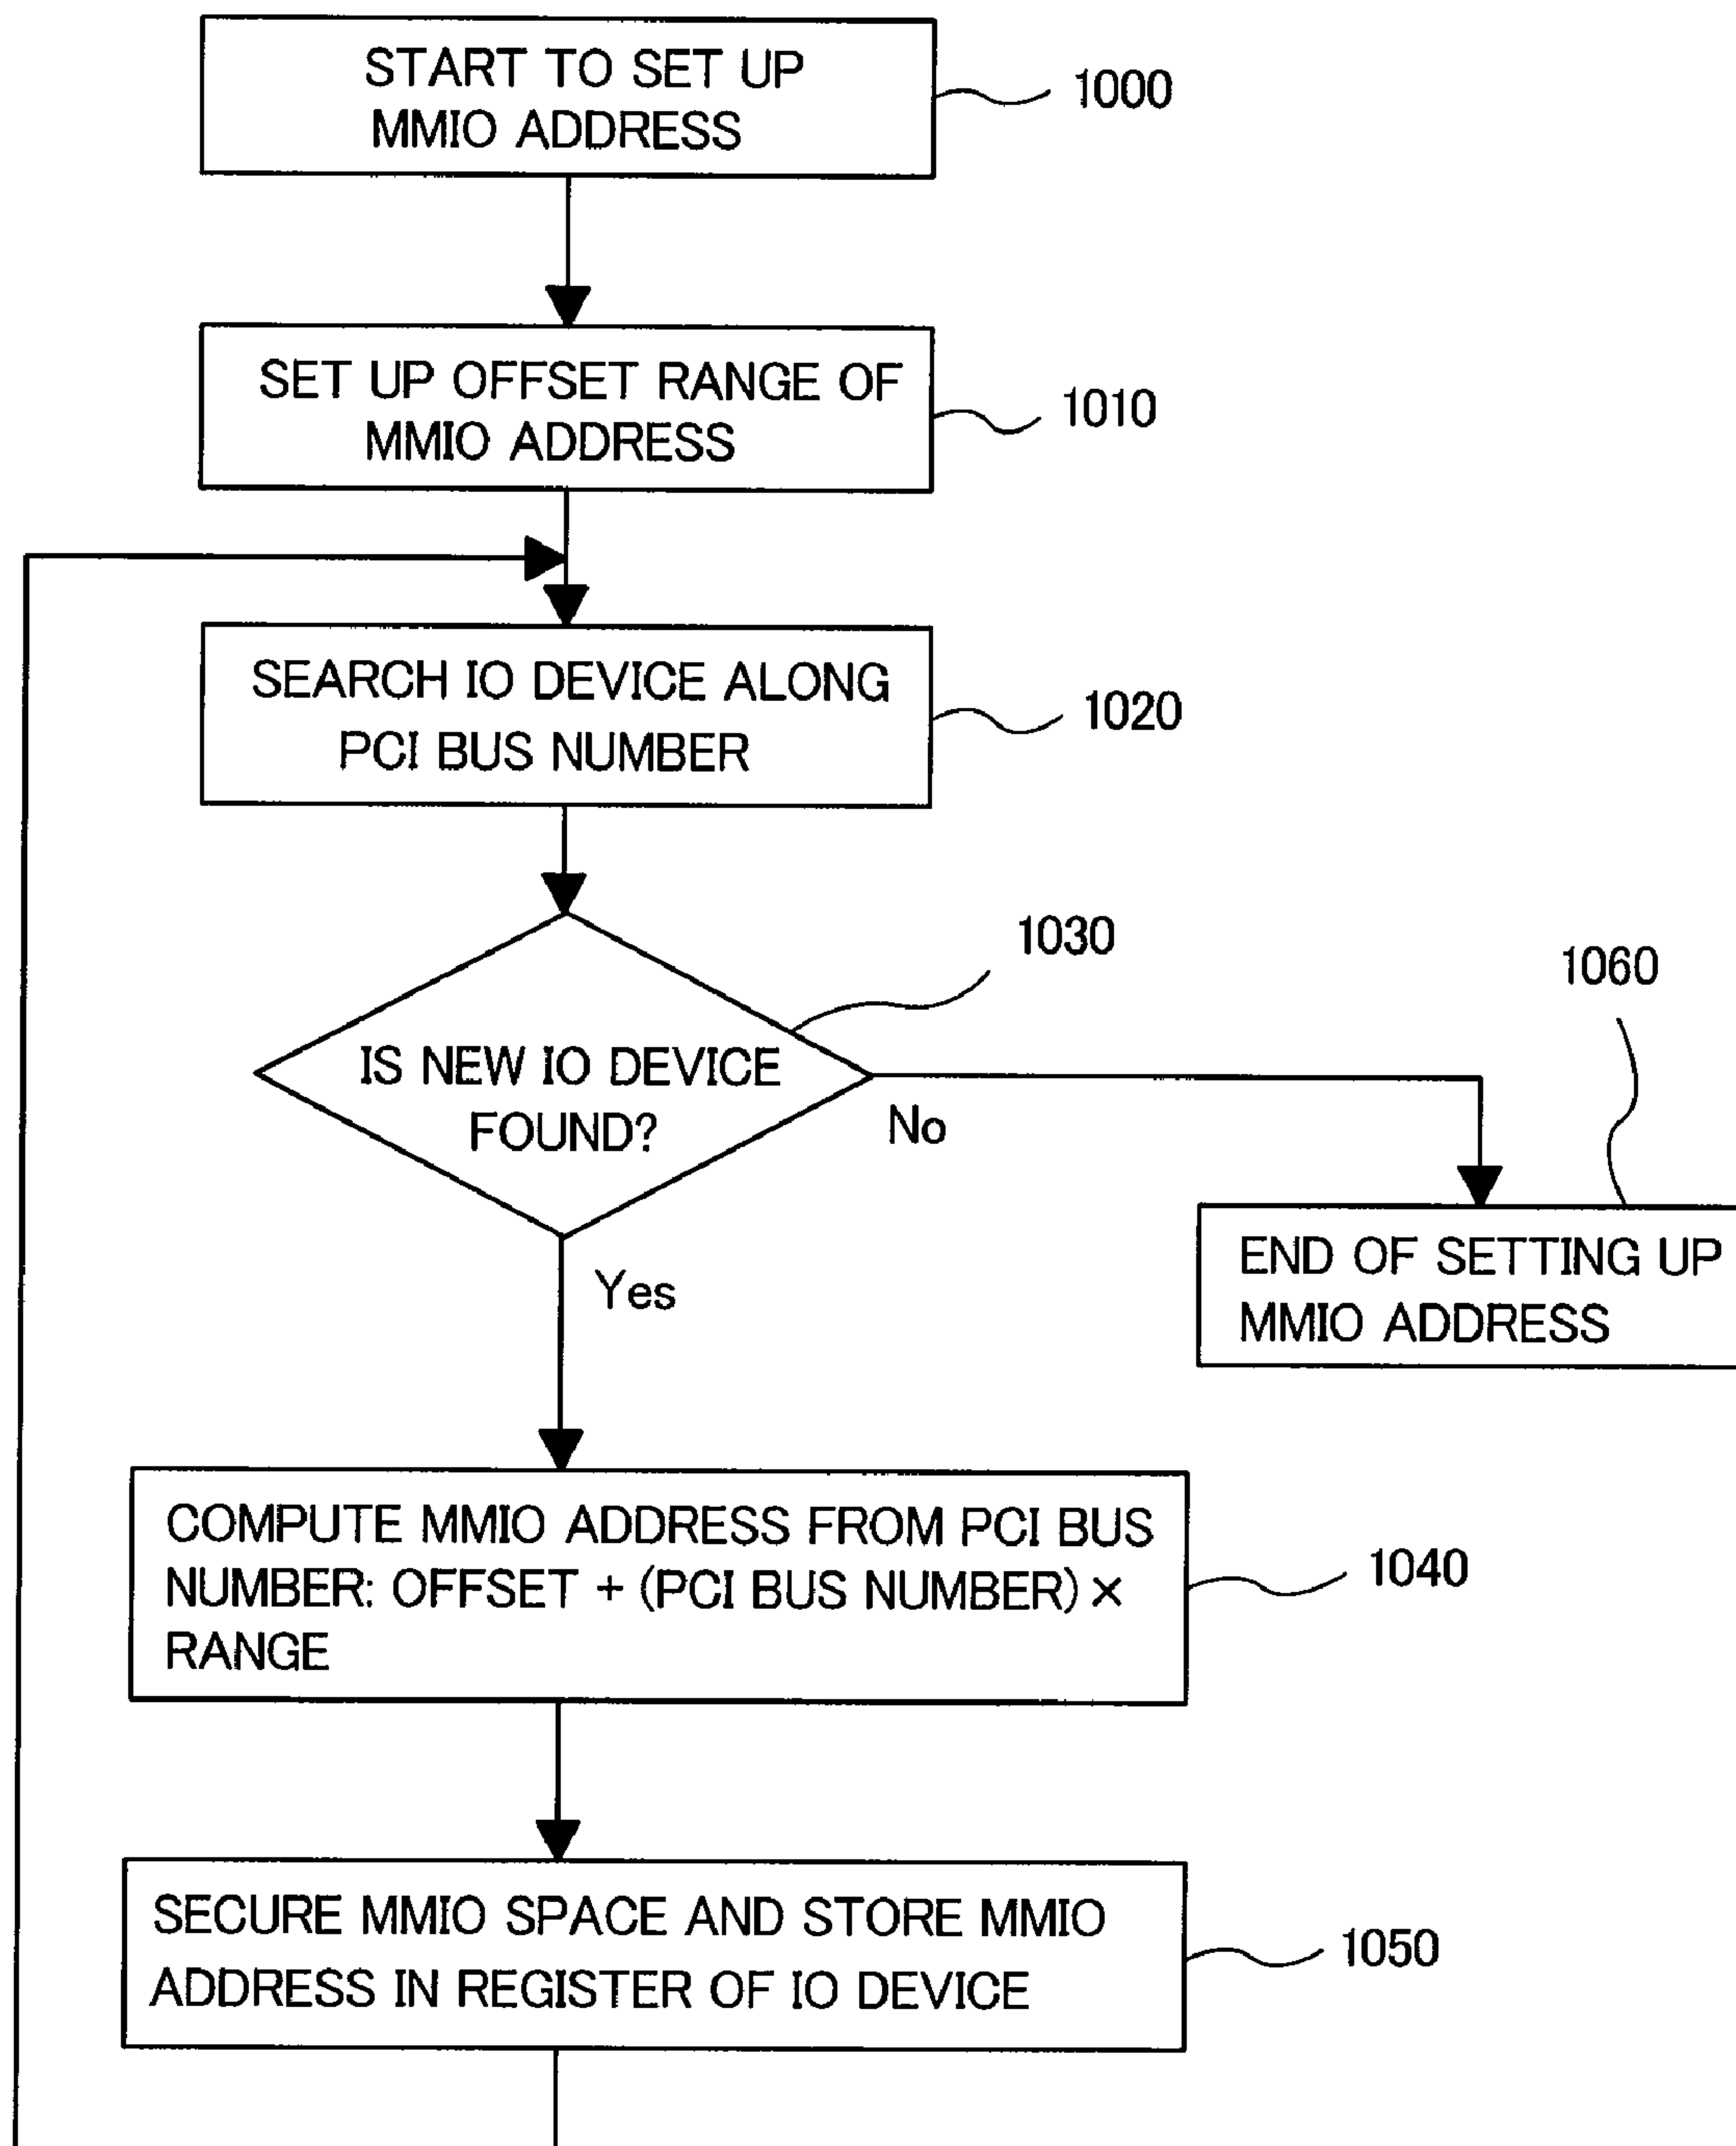 START TO SET UP
MMIO ADDRESS
1000
SET UP OFFSET RANGE OF
MMIO ADDRESS
1010
SEARCH IO DEVICE ALONG
PCI BUS NUMBER
1020
1030
IS NEW IO DEVICE
FOUND?
No
Yes
1060
END OF SETTING UP
MMIO ADDRESS
COMPUTE MMIO ADDRESS FROM PCI BUS
NUMBER: OFFSET + (PCI BUS NUMBER) ×
RANGE
1040
SECURE MMIO SPACE AND STORE MMIO
ADDRESS IN REGISTER OF IO DEVICE
1050